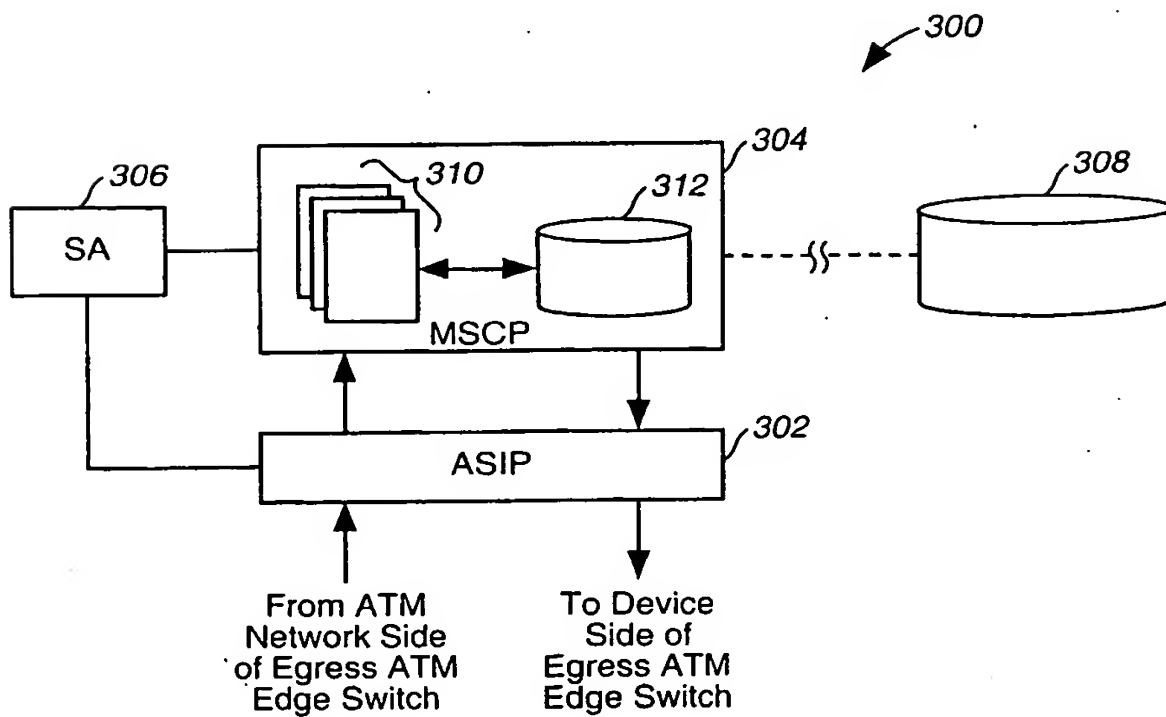 300
304
306
310
308
312
SA
MSCP
302
ASIP
From ATM
Network Side
of Egress ATM
Edge Switch
To Device
Side of
Egress ATM
Edge Switch